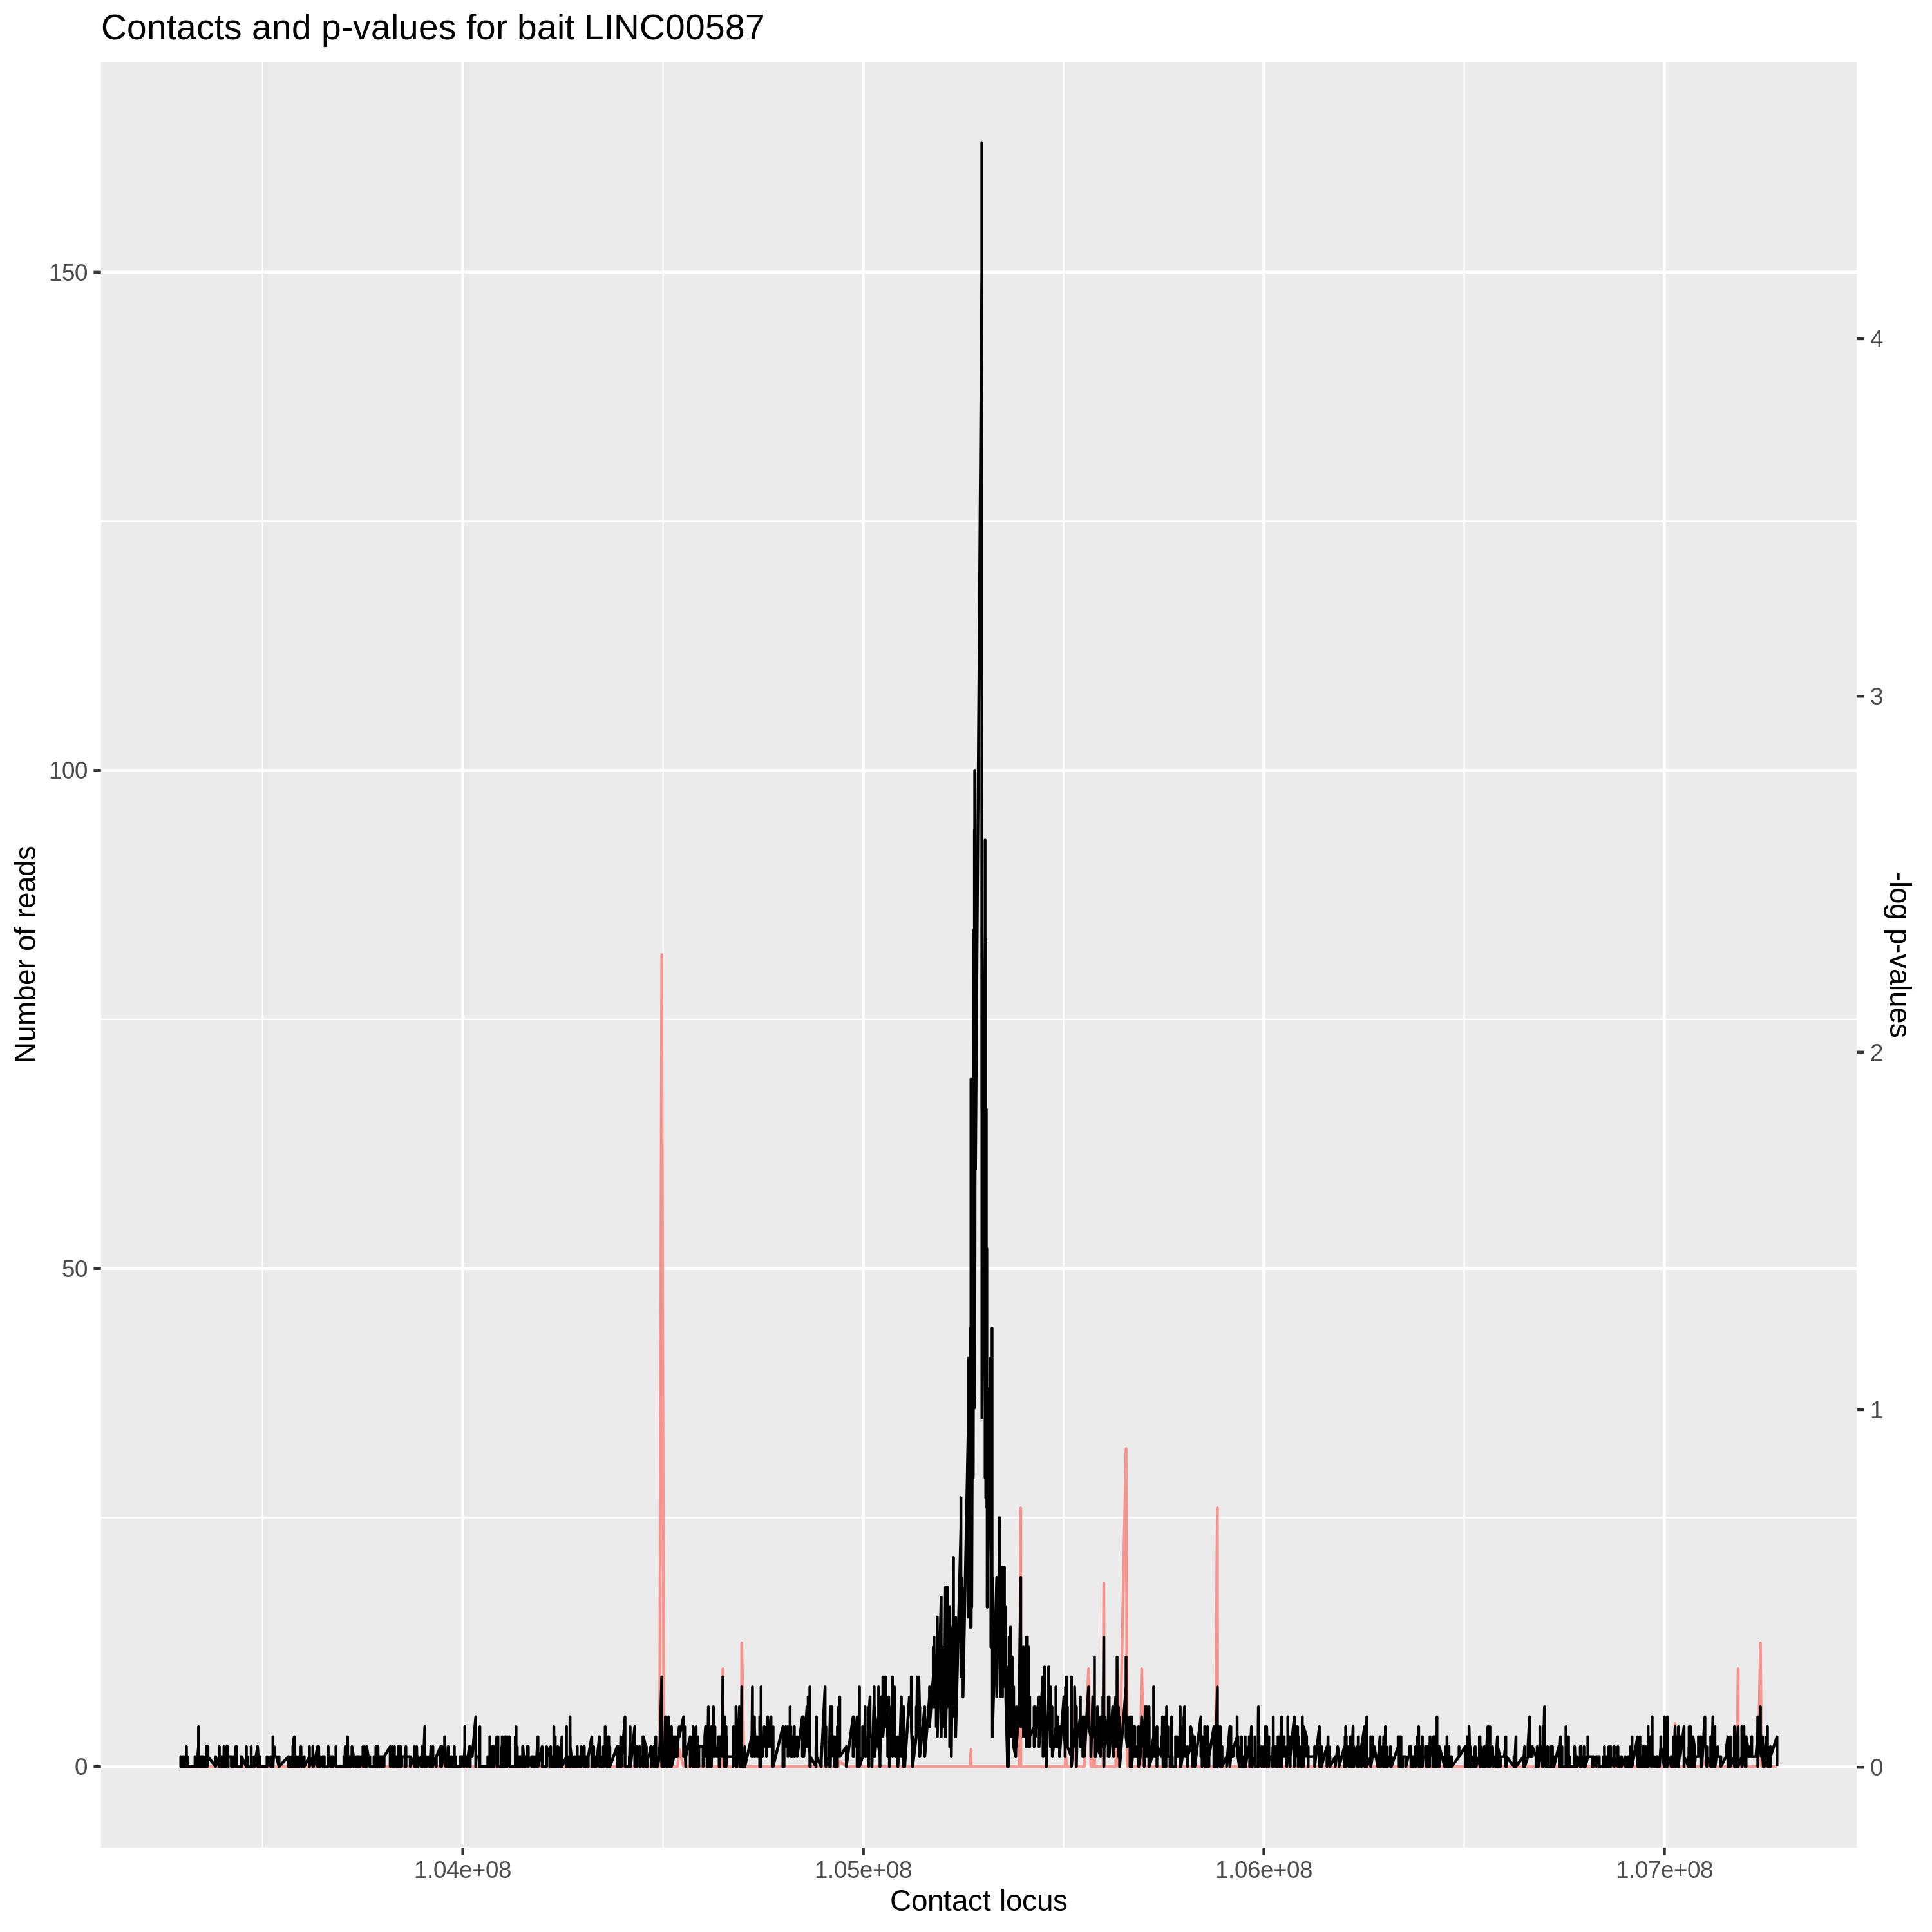 Contacts and p-values for bait LINC00587
150
100
50
0
Number of reads
4
3
2
1
0
-log p-values
1.04e+08 1.05e+08 1.06e+08 1.07e+08
Contact locus